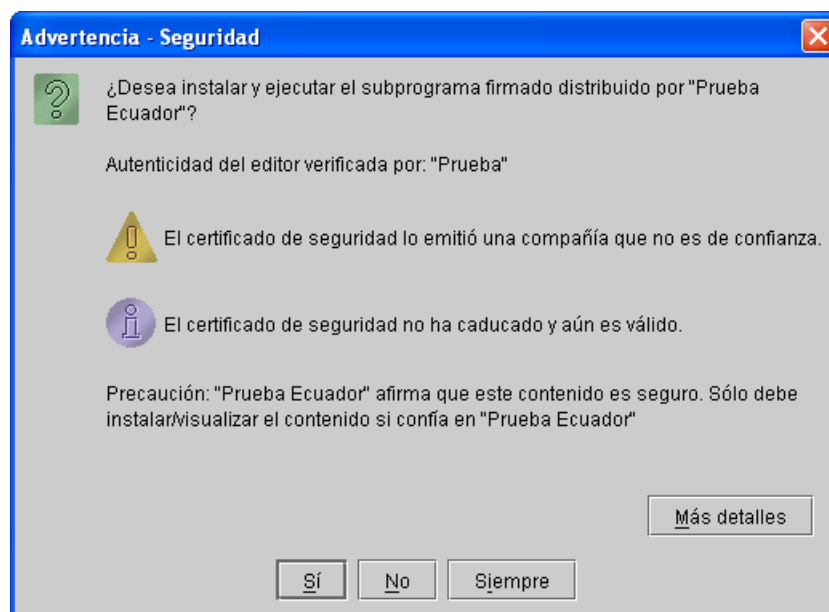 Advertencia - Seguridad
¿Desea instalar y ejecutar el subprograma firmado distribuido por "Prueba
Ecuador"?
Autenticidad del editor verificada por: "Prueba"
El certificado de seguridad lo emitió una compañía que no es de confianza.
El certificado de seguridad no ha caducado y aún es válido.
Precaución: "Prueba Ecuador" afirma que este contenido es seguro. Sólo debe
instalar/visualizar el contenido si confía en "Prueba Ecuador"
Más detalles
Sí No Siempre